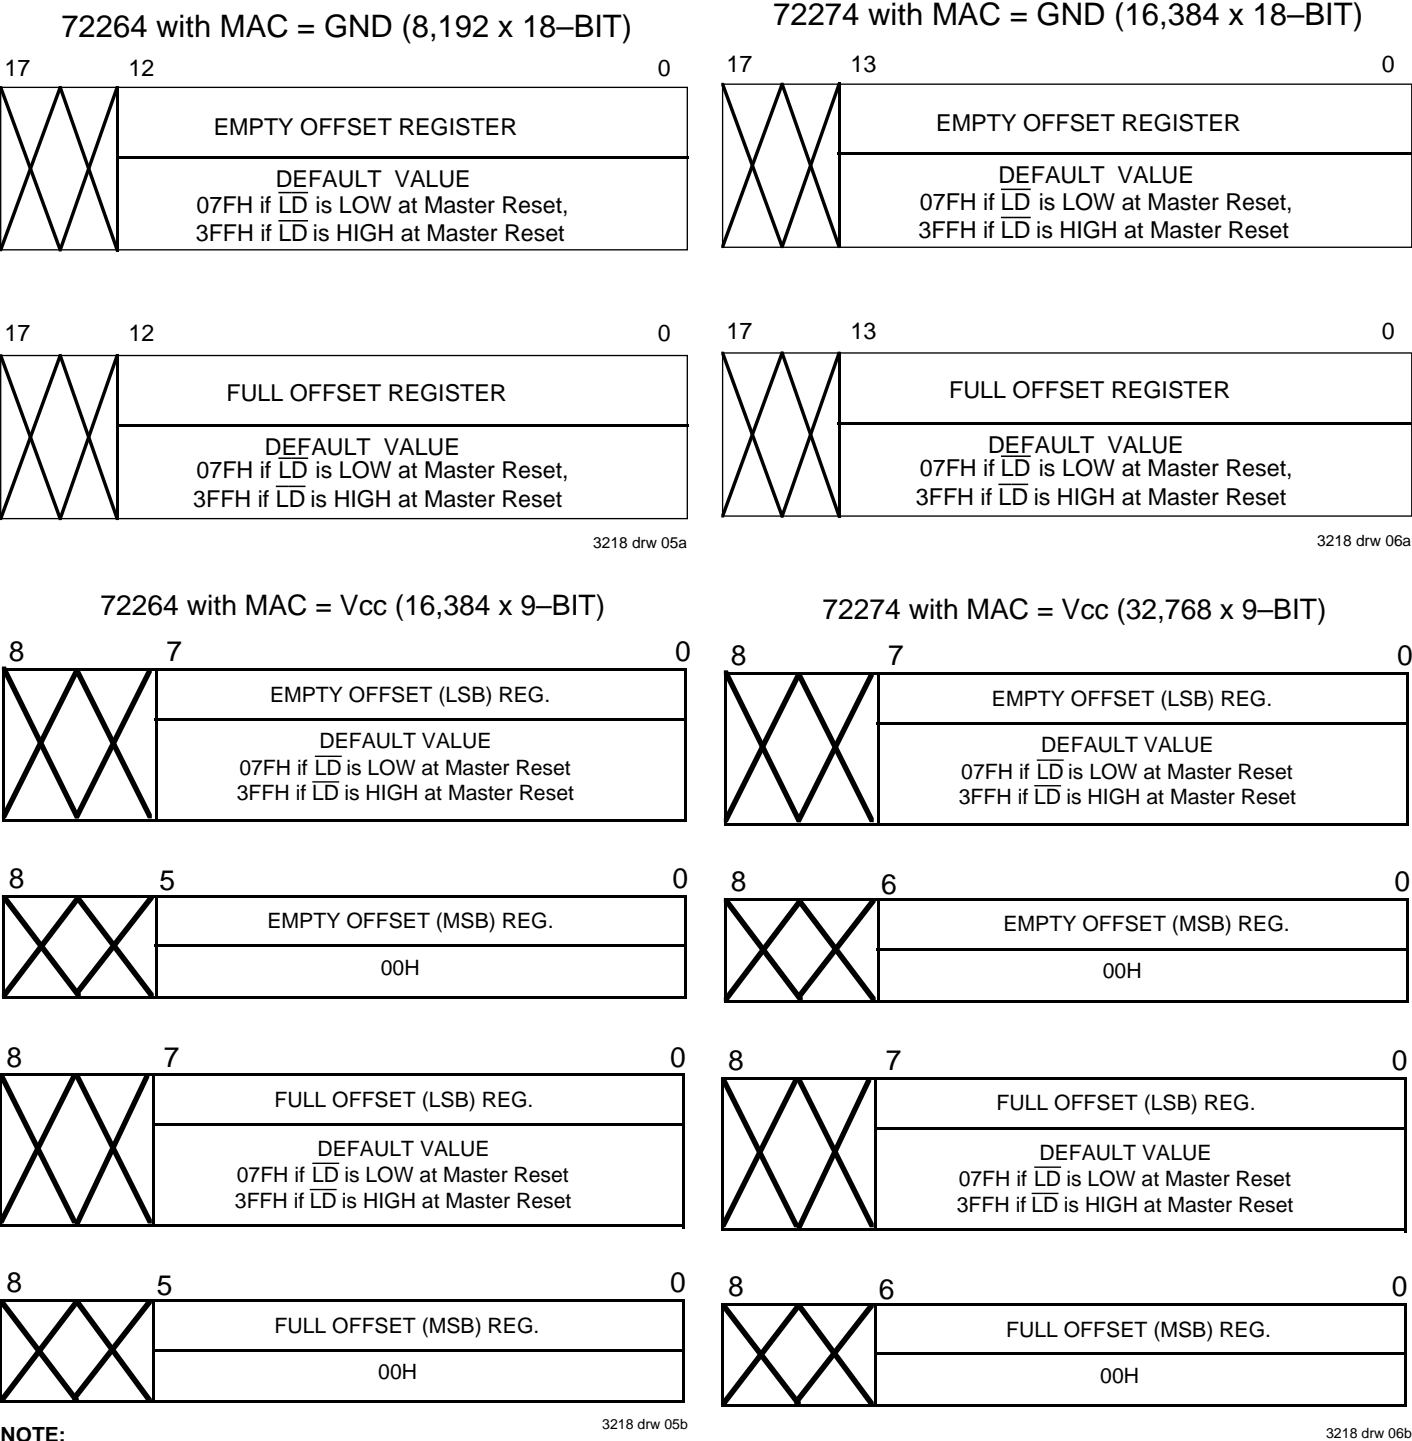 72264 with MAC = GND (8,192 x 18–BIT)
17 12 0
EMPTY OFFSET REGISTER
DEFAULT VALUE
07FH if LD is LOW at Master Reset,
3FFH if LD is HIGH at Master Reset
17 12 0
FULL OFFSET REGISTER
DEFAULT VALUE
07FH if LD is LOW at Master Reset,
3FFH if LD is HIGH at Master Reset
3218 drw 05a
72274 with MAC = GND (16,384 x 18–BIT)
17 13 0
EMPTY OFFSET REGISTER
DEFAULT VALUE
07FH if LD is LOW at Master Reset,
3FFH if LD is HIGH at Master Reset
17 13 0
FULL OFFSET REGISTER
DEFAULT VALUE
07FH if LD is LOW at Master Reset,
3FFH if LD is HIGH at Master Reset
3218 drw 06a
72264 with MAC = Vcc (16,384 x 9–BIT)
8 7 0
EMPTY OFFSET (LSB) REG.
DEFAULT VALUE
07FH if LD is LOW at Master Reset
3FFH if LD is HIGH at Master Reset
8 5 0
EMPTY OFFSET (MSB) REG.
00H
8 7 0
FULL OFFSET (LSB) REG.
DEFAULT VALUE
07FH if LD is LOW at Master Reset
3FFH if LD is HIGH at Master Reset
8 5 0
FULL OFFSET (MSB) REG.
00H
3218 drw 05b
NOTE:
72274 with MAC = Vcc (32,768 x 9–BIT)
8 7 0
EMPTY OFFSET (LSB) REG.
DEFAULT VALUE
07FH if LD is LOW at Master Reset
3FFH if LD is HIGH at Master Reset
8 6 0
EMPTY OFFSET (MSB) REG.
00H
8 7 0
FULL OFFSET (LSB) REG.
DEFAULT VALUE
07FH if LD is LOW at Master Reset
3FFH if LD is HIGH at Master Reset
8 6 0
FULL OFFSET (MSB) REG.
00H
3218 drw 06b